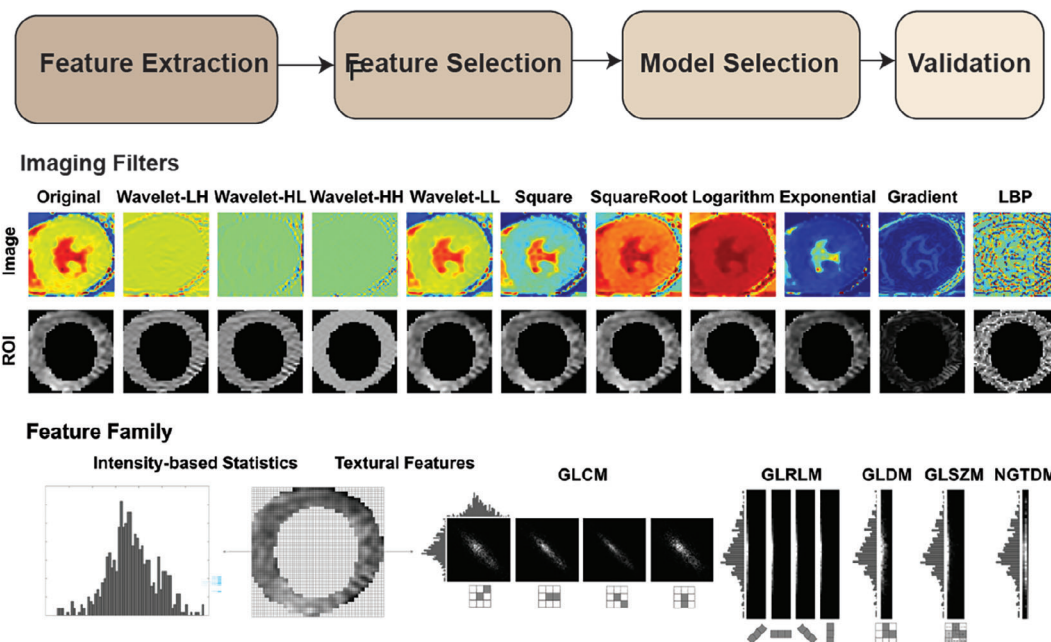 Feature Extraction
Feature Selection
Model Selection
Validation
Imaging Filters
Original Wavelet-LH Wavelet-HL Wavelet-HH Wavelet-LL Square SquareRoot Logarithm Exponential Gradient LBP
Image
ROI
Feature Family
Intensity-based Statistics Textural Features GLCM GLRLM GLDM GLSZM NGTDM